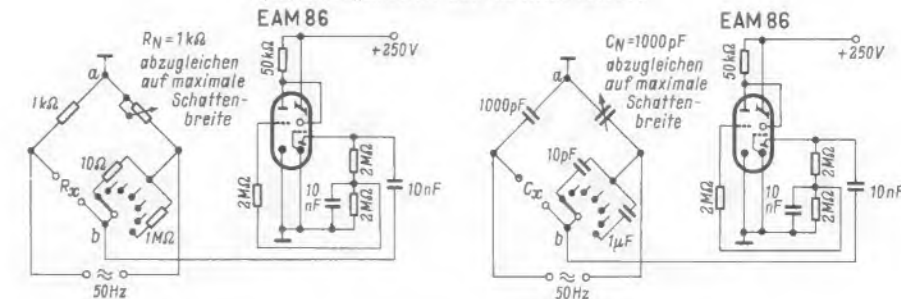 EAM 86
+250V
50kΩ
R_N = 1kΩ
abzugleichen
auf maximale
Schatten-
breite
a
1kΩ
10Ω
R_x
1MΩ
b
50Hz
2MΩ
10
nF
2MΩ
2MΩ
10nF
EAM 86
+250V
50kΩ
C_N = 1000pF
abzugleichen
auf maximale
Schatten-
breite
a
1000pF
10pF
C_x
1µF
b
50Hz
2MΩ
10
nF
2MΩ
2MΩ
10nF